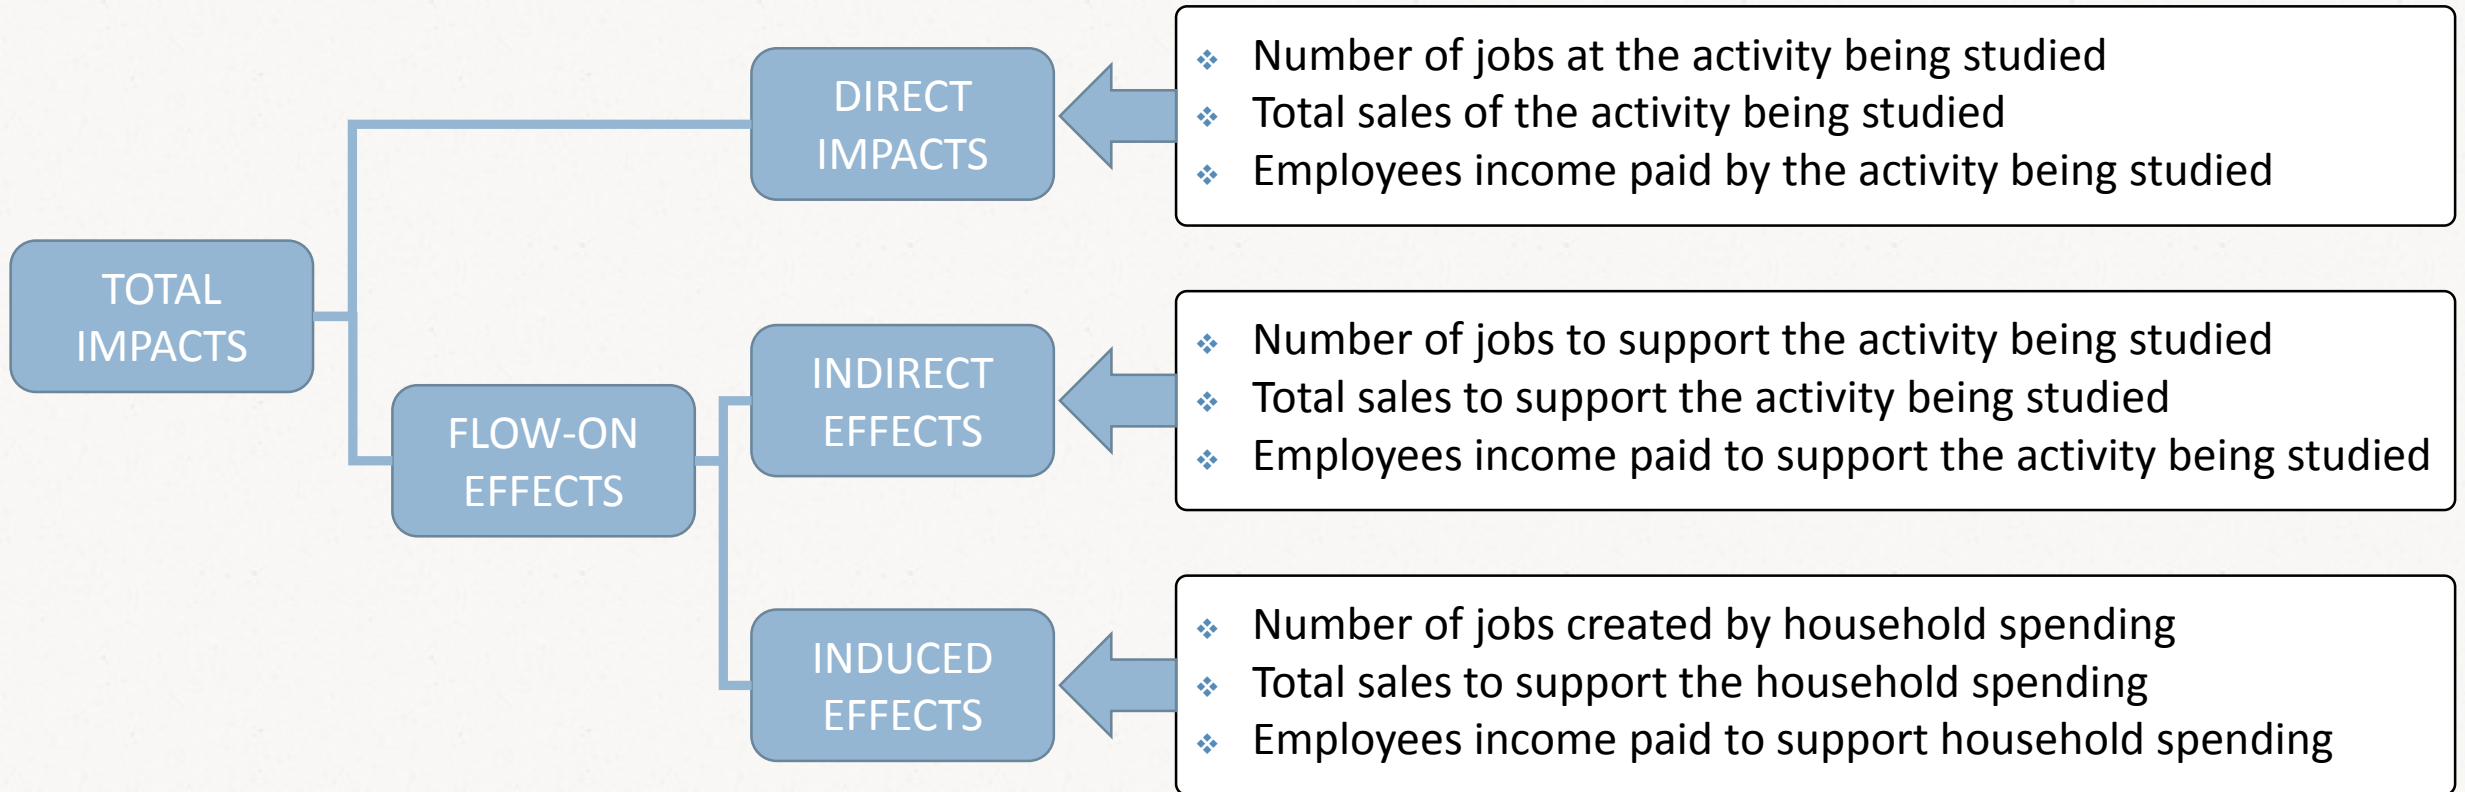 DIRECT
IMPACTS
❖ Number of jobs at the activity being studied
❖ Total sales of the activity being studied
❖ Employees income paid by the activity being studied
TOTAL
IMPACTS
FLOW-ON
EFFECTS
INDIRECT
EFFECTS
❖ Number of jobs to support the activity being studied
❖ Total sales to support the activity being studied
❖ Employees income paid to support the activity being studied
INDUCED
EFFECTS
❖ Number of jobs created by household spending
❖ Total sales to support the household spending
❖ Employees income paid to support household spending